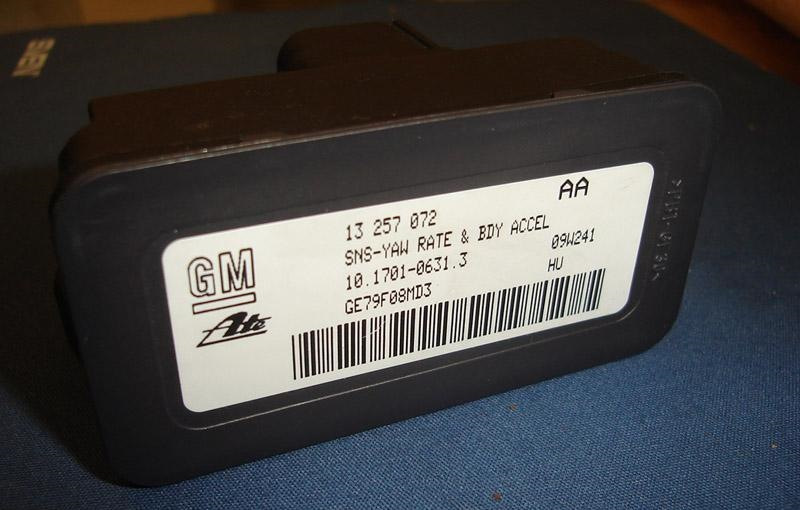 AA
13 257 072
SNS-YAW RATE & BDY ACCEL
10.1701-0631.3
09W241
GE79F08MD3
HU
GM
Ate